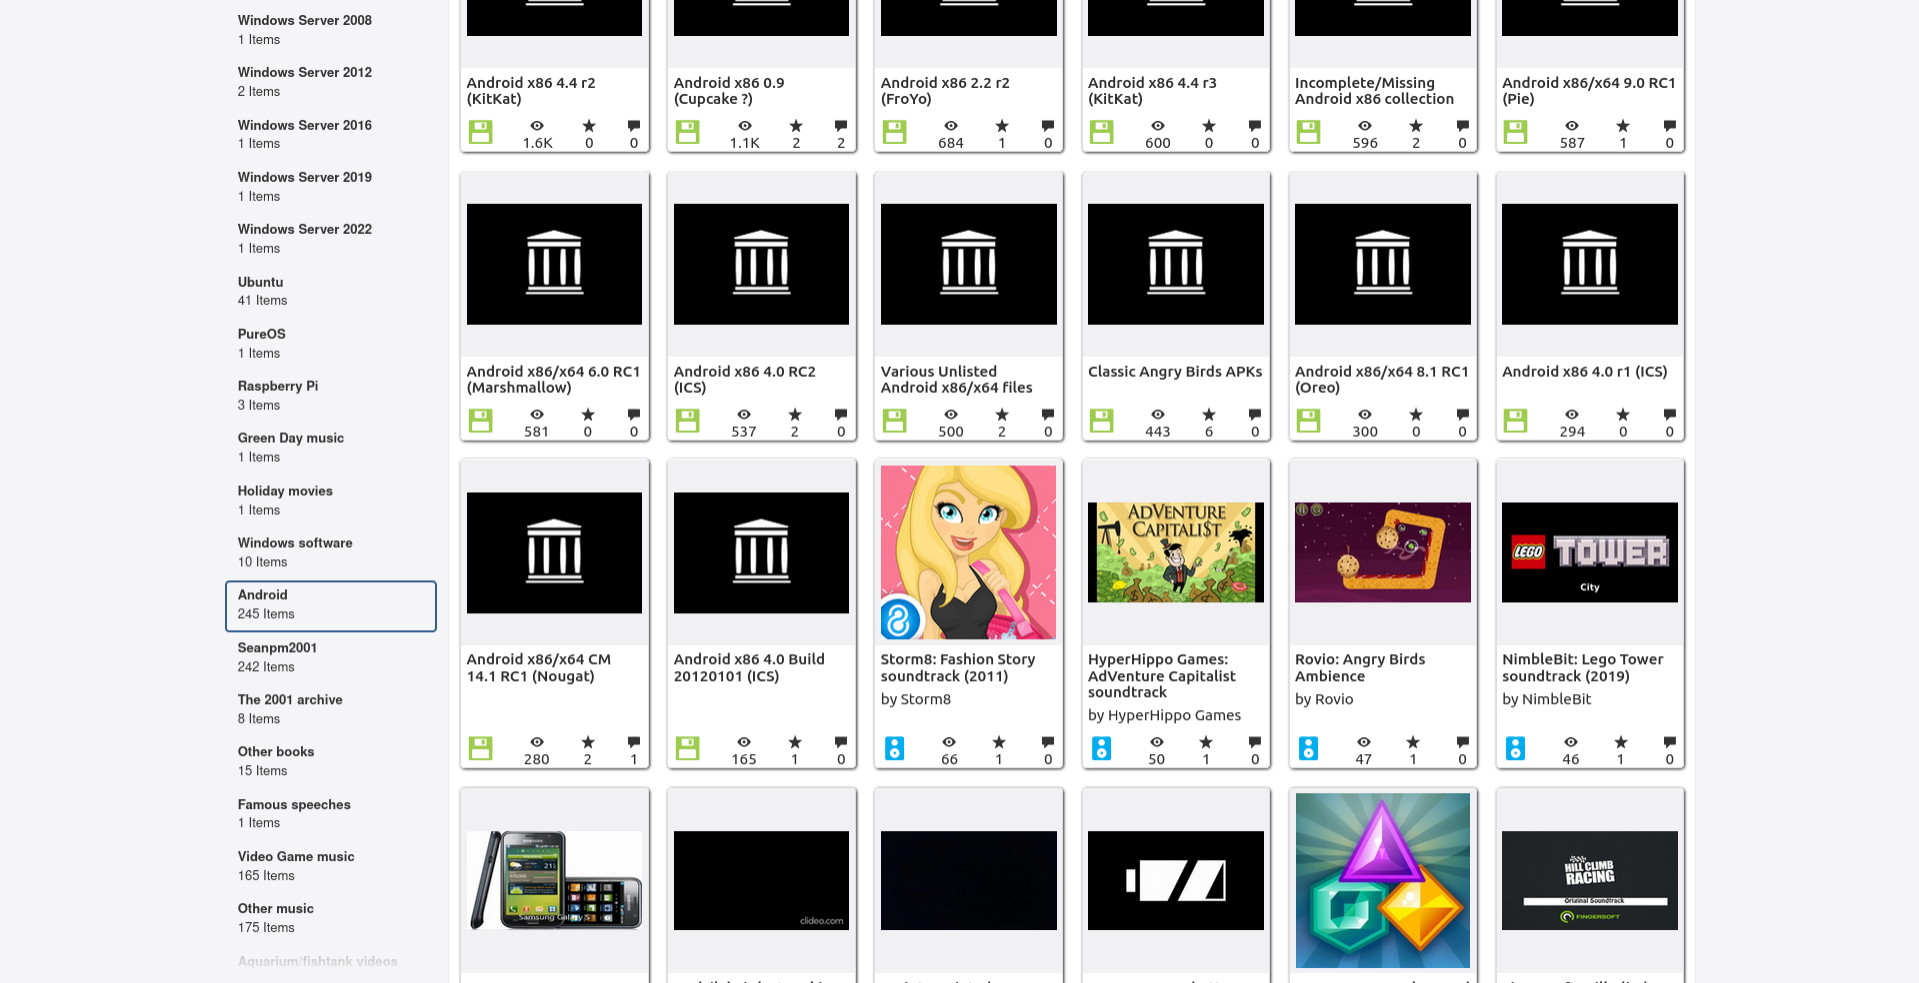 Windows Server 2008
1 Items
Windows Server 2012
2 Items
Windows Server 2016
1 Items
Windows Server 2019
1 Items
Windows Server 2022
1 Items
Ubuntu
41 Items
PureOS
1 Items
Raspberry Pi
3 Items
Green Day music
1 Items
Holiday movies
1 Items
Windows software
10 Items
Android
245 Items
Seanpm2001
242 Items
The 2001 archive
8 Items
Other books
15 Items
Famous speeches
1 Items
Video Game music
165 Items
Other music
175 Items
Aquarium/fishtank videos
Android x86 4.4 r2
(KitKat)
1.6K 0 0
Android x86 0.9
(Cupcake ?)
1.1K 2 2
Android x86 2.2 r2
(FroYo)
684 1 0
Android x86 4.4 r3
(KitKat)
600 0 0
Incomplete/Missing
Android x86 collection
596 2 0
Android x86/x64 9.0 RC1
(Pie)
587 1 0
Android x86/x64 6.0 RC1
(Marshmallow)
581 0 0
Android x86 4.0 RC2
(ICS)
537 2 0
Various Unlisted
Android x86/x64 files
500 2 0
Classic Angry Birds APKs
443 6 0
Android x86/x64 8.1 RC1
(Oreo)
300 0 0
Android x86 4.0 r1 (ICS)
294 0 0
Android x86/x64 CM
14.1 RC1 (Nougat)
280 2 1
Android x86 4.0 Build
20120101 (ICS)
165 1 0
Storm8: Fashion Story
soundtrack (2011)
by Storm8
66 1 0
ADVENTURE
CAPITALI$T
HyperHippo Games:
AdVenture Capitalist
soundtrack
by HyperHippo Games
50 1 0
Rovio: Angry Birds
Ambience
by Rovio
47 1 0
LEGO TOWER
City
NimbleBit: Lego Tower
soundtrack (2019)
by NimbleBit
46 1 0
SAMSUNG
Samsung Galaxy S
clideo.com
HILL CLIMB
RACING
Original Soundtrack
FINGERSOFT